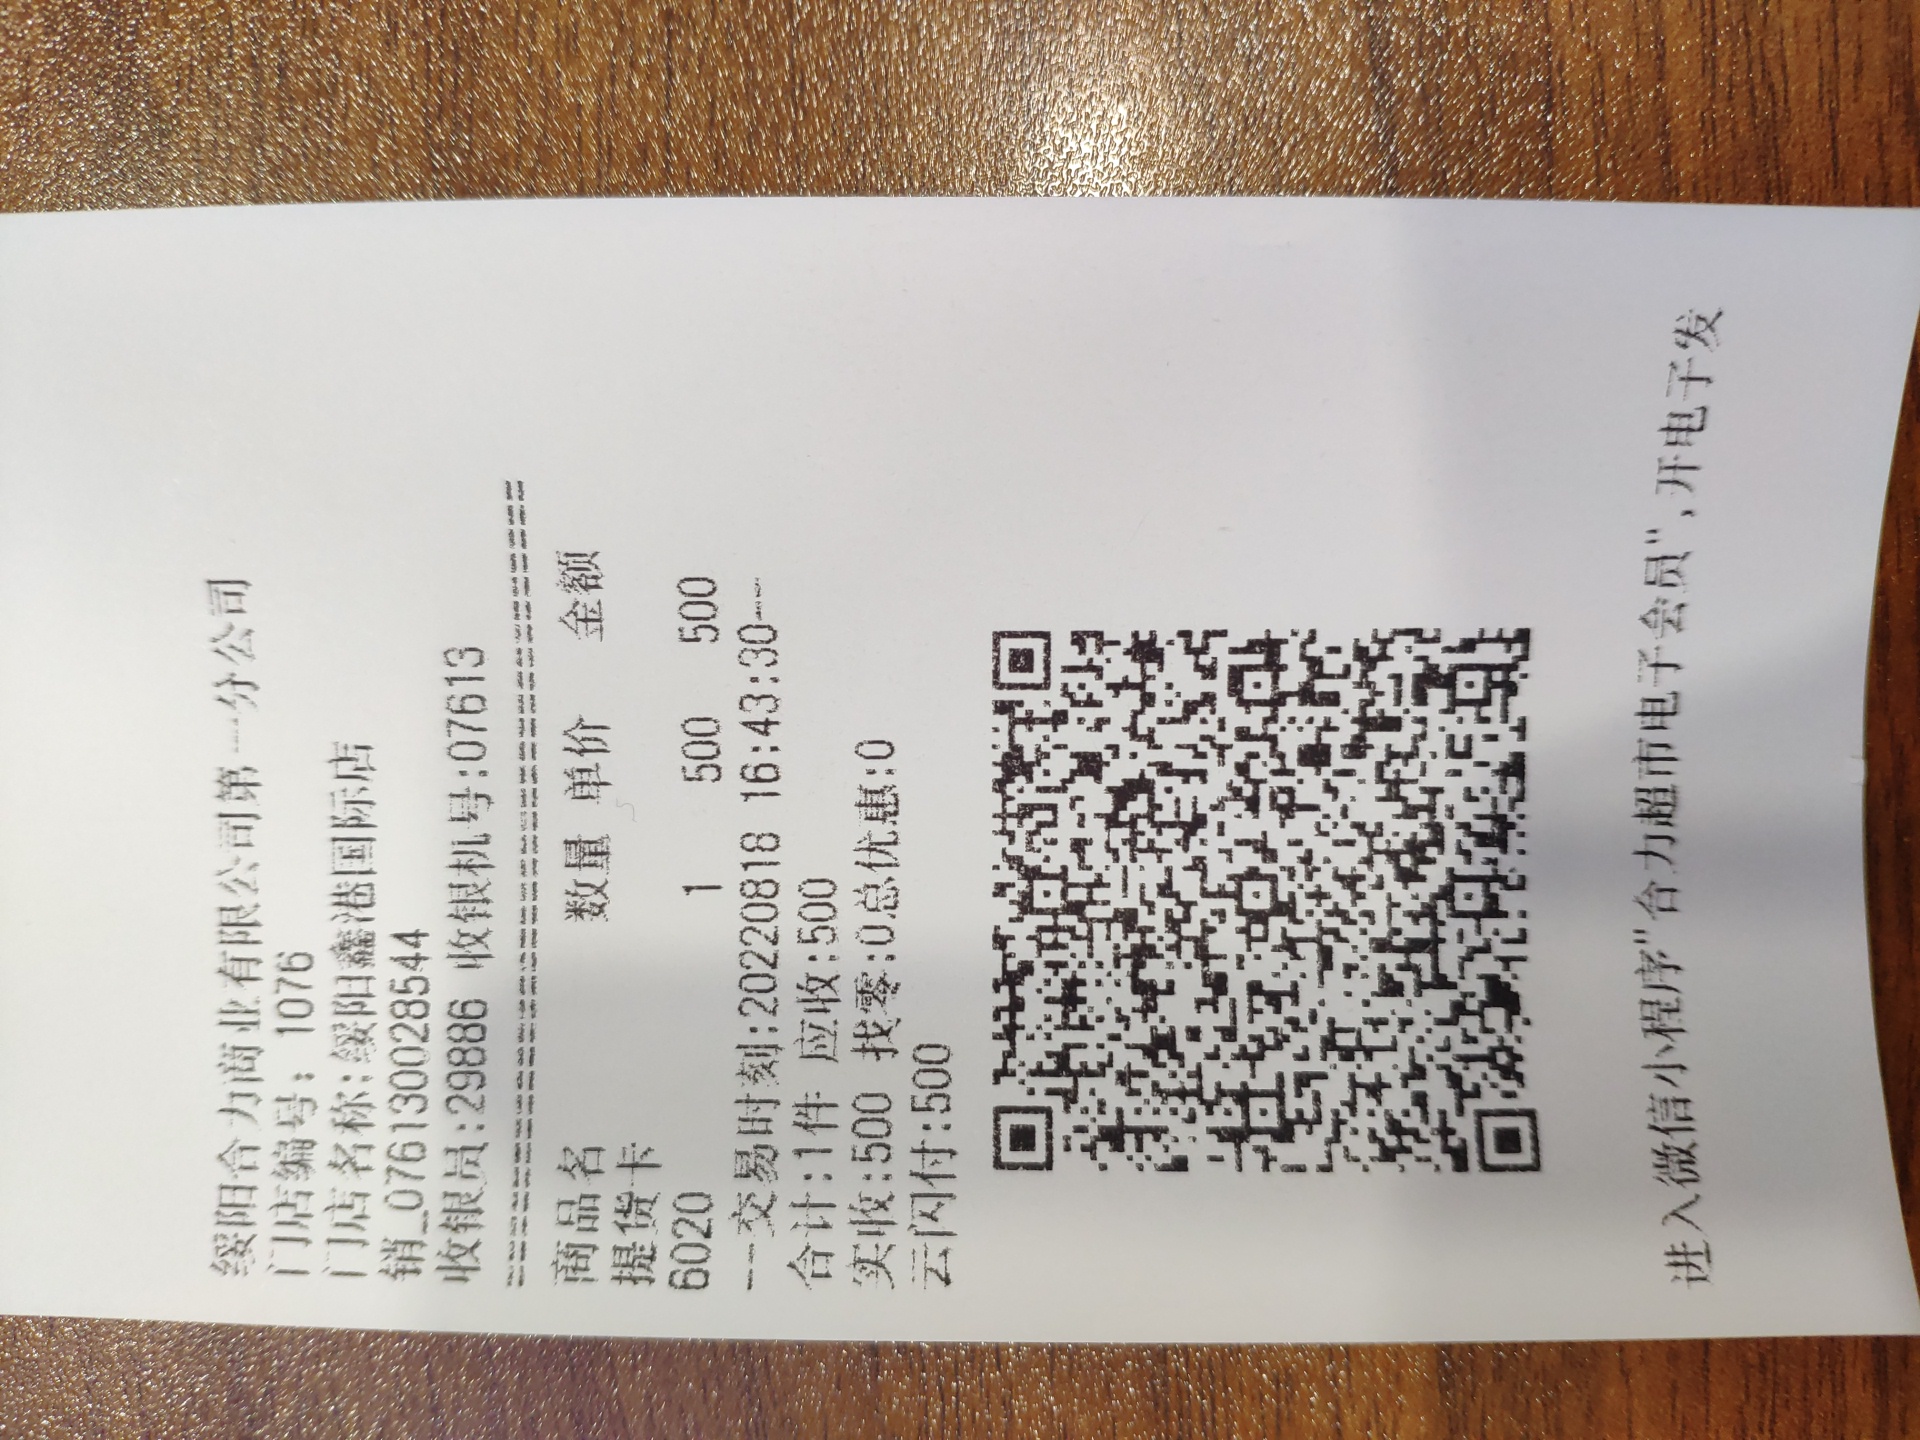 绥阳合力商业有限公司第一分公司
门店编号: 1076
门店名称:绥阳鑫港国际店
销_076130028544
收银员:29886 收银机号:07613
商品名 数量 单价 金额
提货卡
6020 1 500 500
--交易时刻:20220818 16:43:30--
合计:1件 应收:500
实收:500 找零:0总优惠:0
云闪付:500
进入微信小程序"合力超市电子会员",开电子发